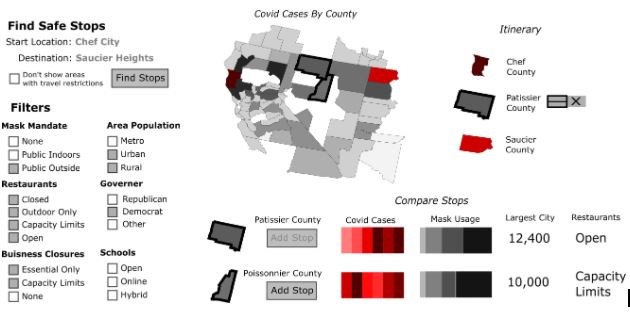 Covid Cases By County
Find Safe Stops
Start Location: Chef City
Destination: Saucier Heights
Don't show areas
with travel restrictions
Find Stops
Filters
Mask Mandate
None
Public Indoors
Public Outside
Area Population
Metro
Urban
Rural
Restaurants
Closed
Outdoor Only
Capacity Limits
Open
Governer
Republican
Democrat
Other
Buisness Closures
Essential Only
Capacity Limits
None
Schools
Open
Online
Hybrid
Itinerary
Chef
County
Patissier
County
Saucier
County
Compare Stops
Patissier County
Add Stop
Covid Cases
Mask Usage
Largest City
Restaurants
12,400
Open
Poissonnier County
Add Stop
10,000
Capacity
Limits